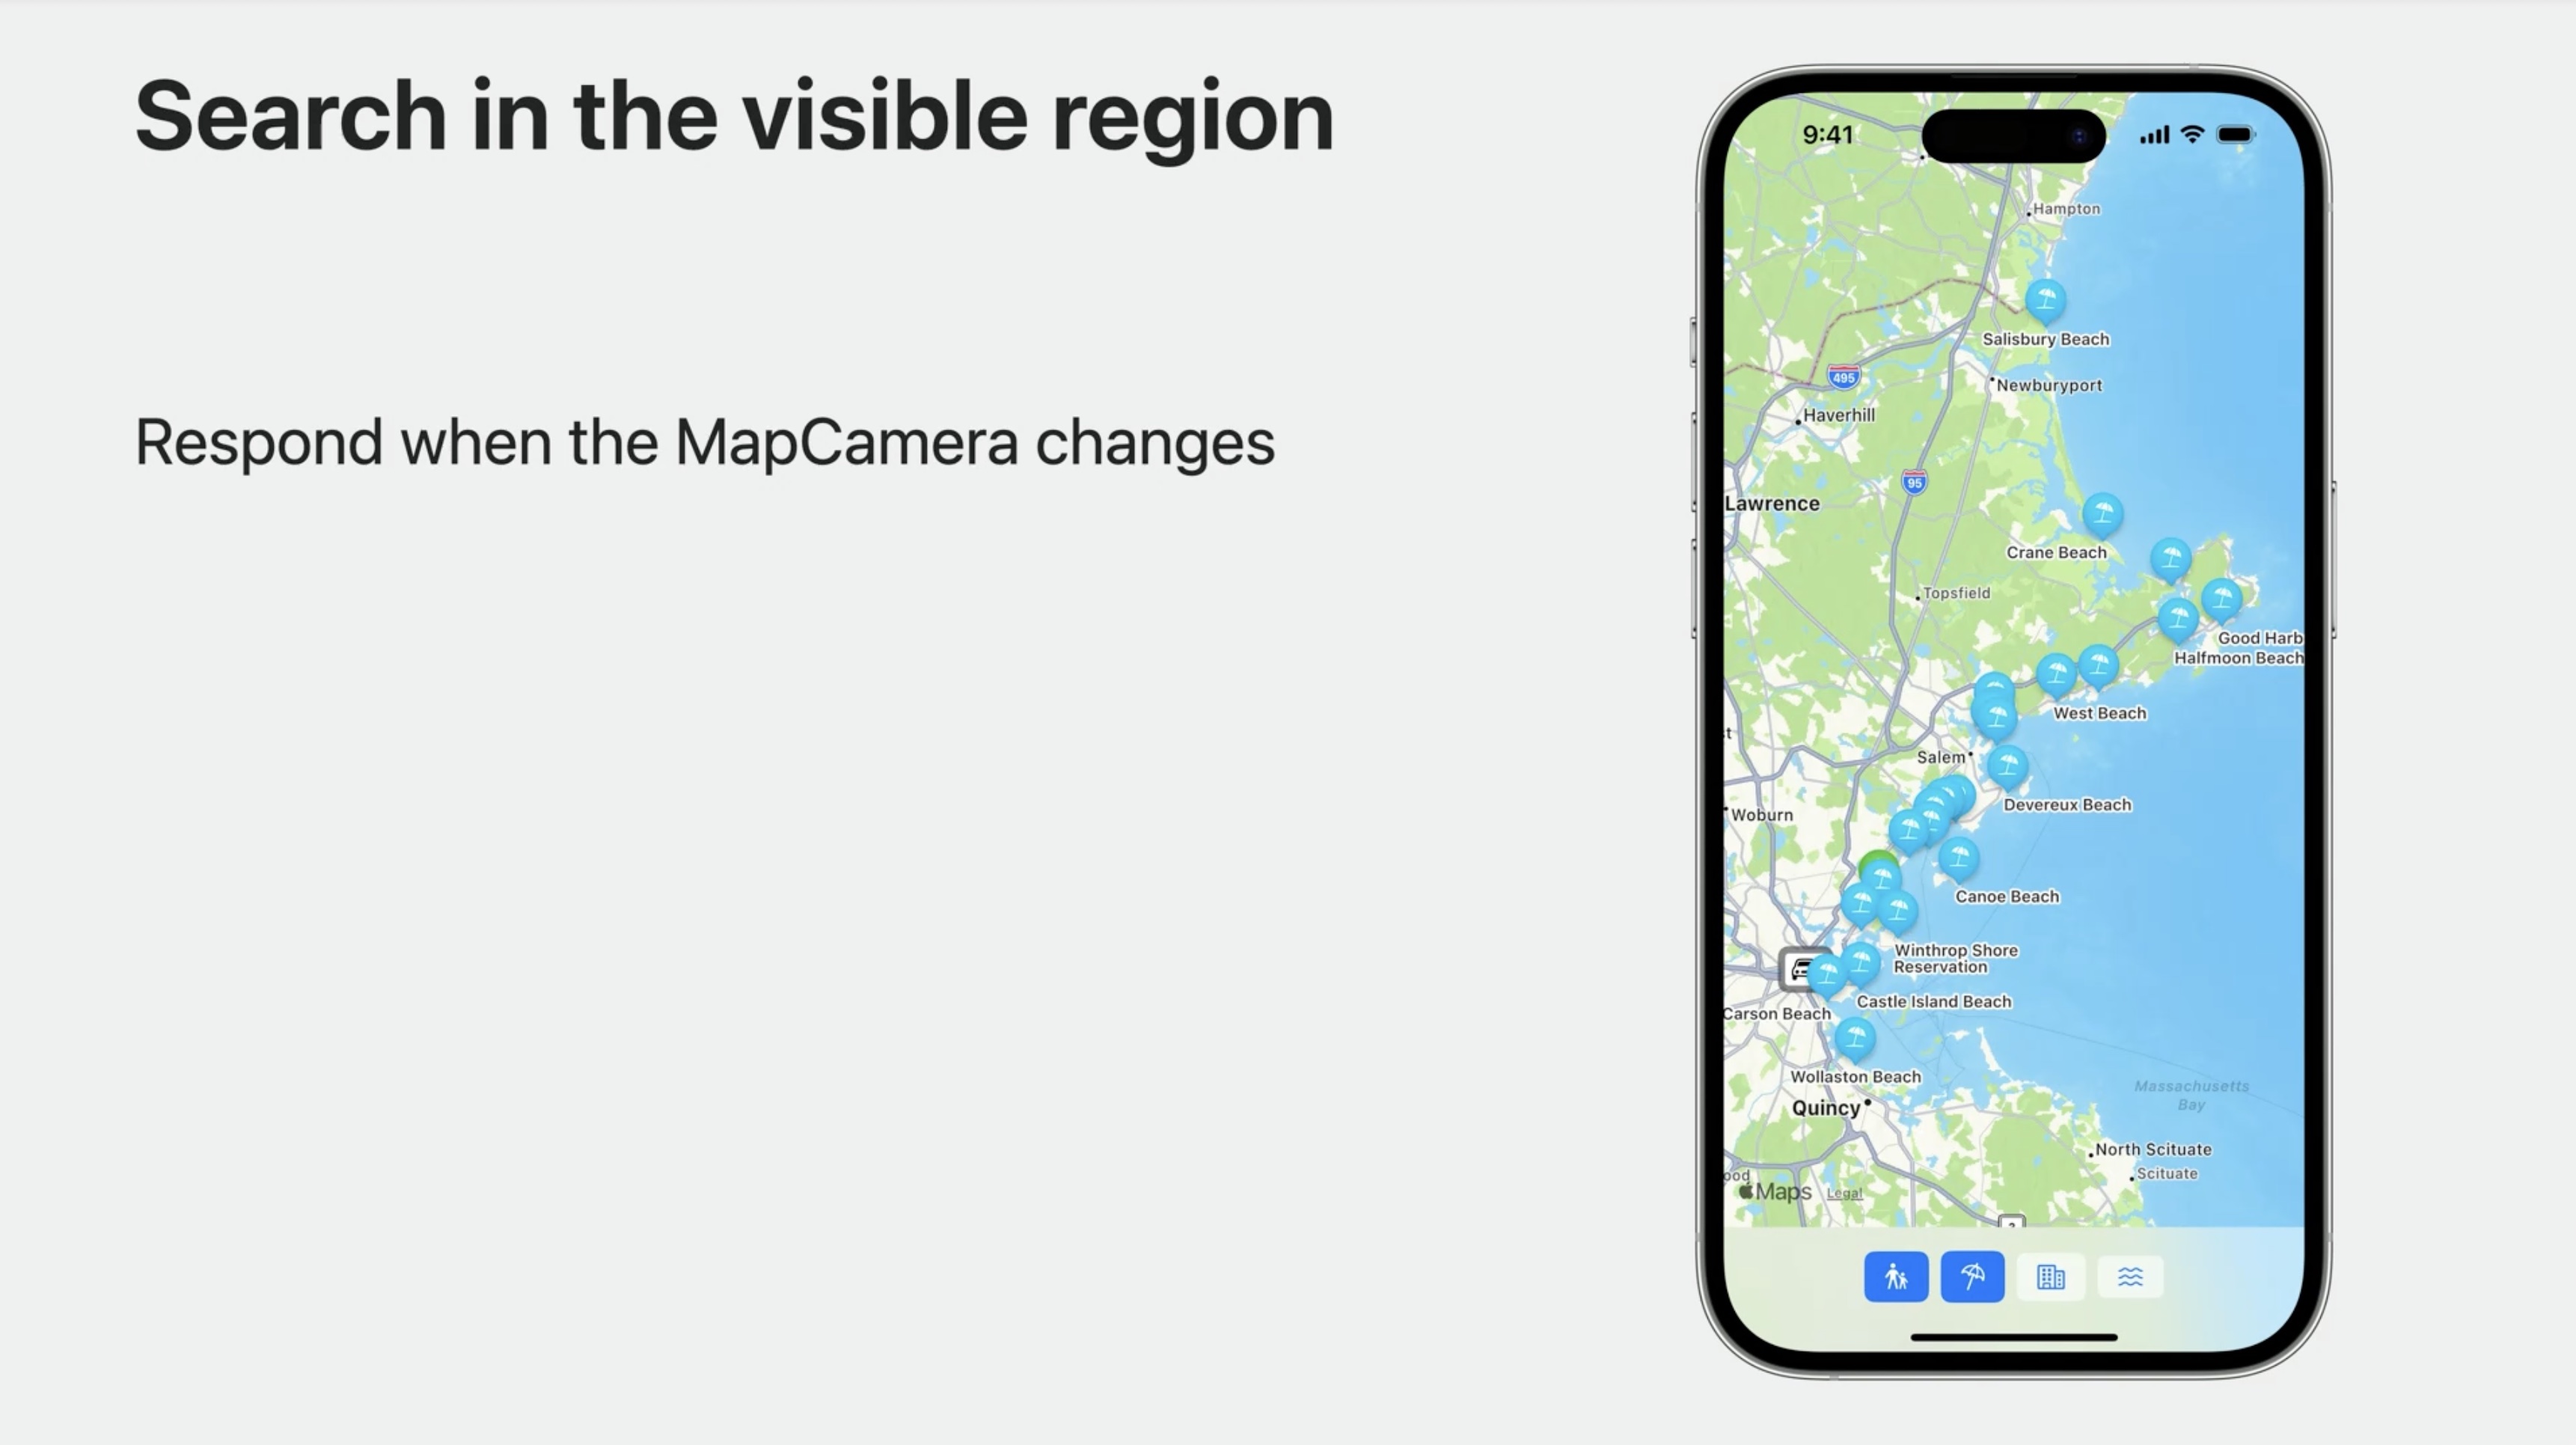 Search in the visible region
Respond when the MapCamera changes
9:41
Hampton
Salisbury Beach
495
Newburyport
Haverhill
95
Lawrence
Crane Beach
Topsfield
Good Harb
Halfmoon Beach
West Beach
Salem
Devereux Beach
Woburn
Canoe Beach
Winthrop Shore
Reservation
Castle Island Beach
Carson Beach
Wollaston Beach
Quincy
Massachusetts
Bay
North Scituate
Scituate
ood
Maps Legal